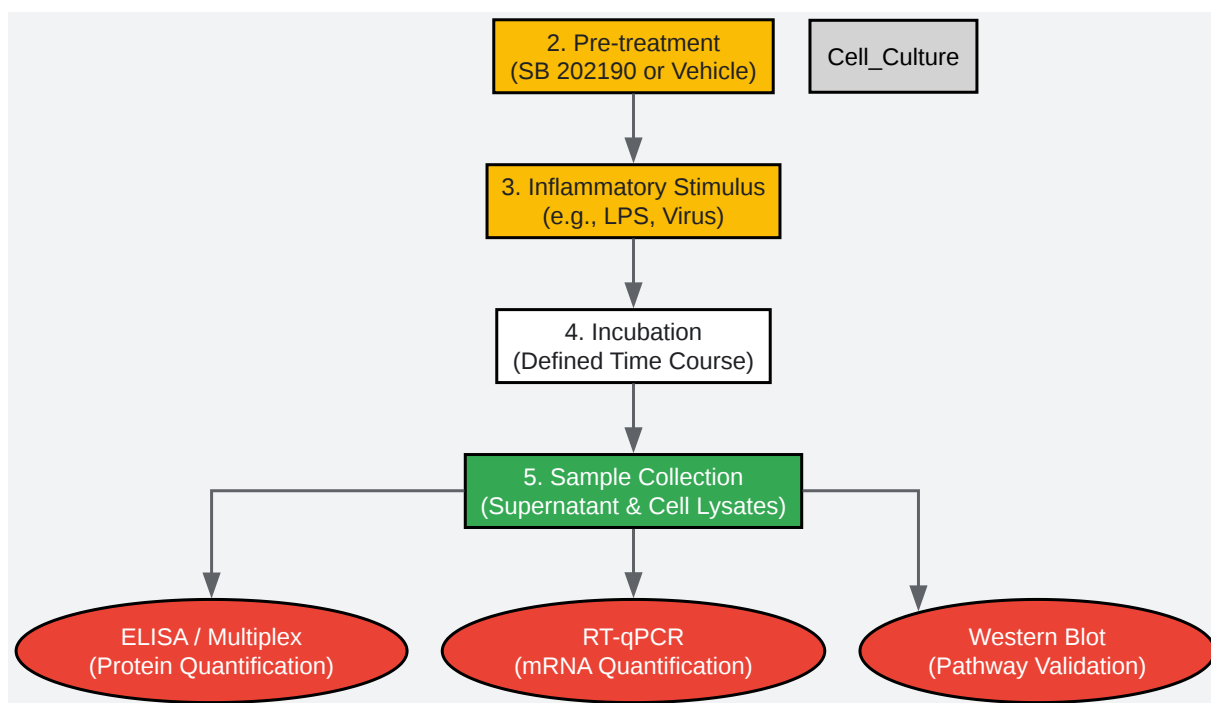 2. Pre-treatment
(SB 202190 or Vehicle)
Cell_Culture
3. Inflammatory Stimulus
(e.g., LPS, Virus)
4. Incubation
(Defined Time Course)
5. Sample Collection
(Supernatant & Cell Lysates)
ELISA / Multiplex
(Protein Quantification)
RT-qPCR
(mRNA Quantification)
Western Blot
(Pathway Validation)